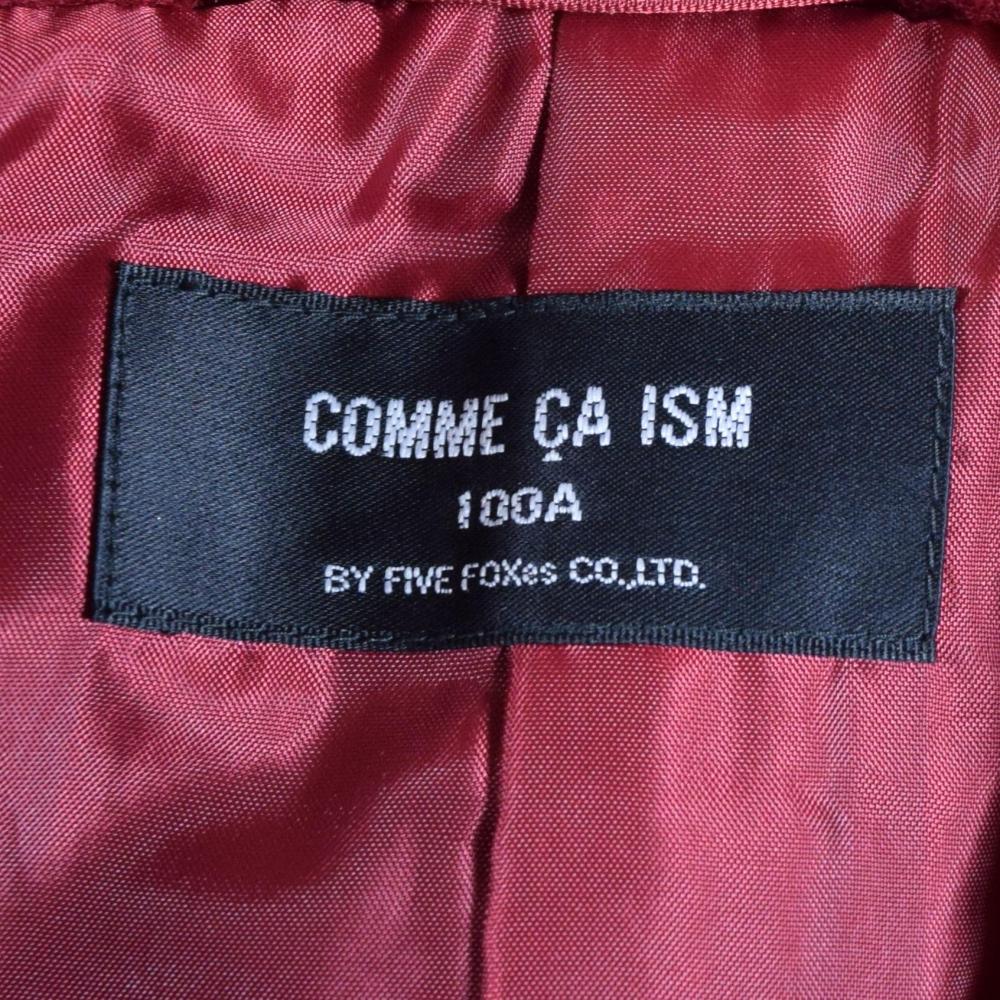 COMME ÇA ISM
100A
BY FIVE FOXes CO.,LTD.